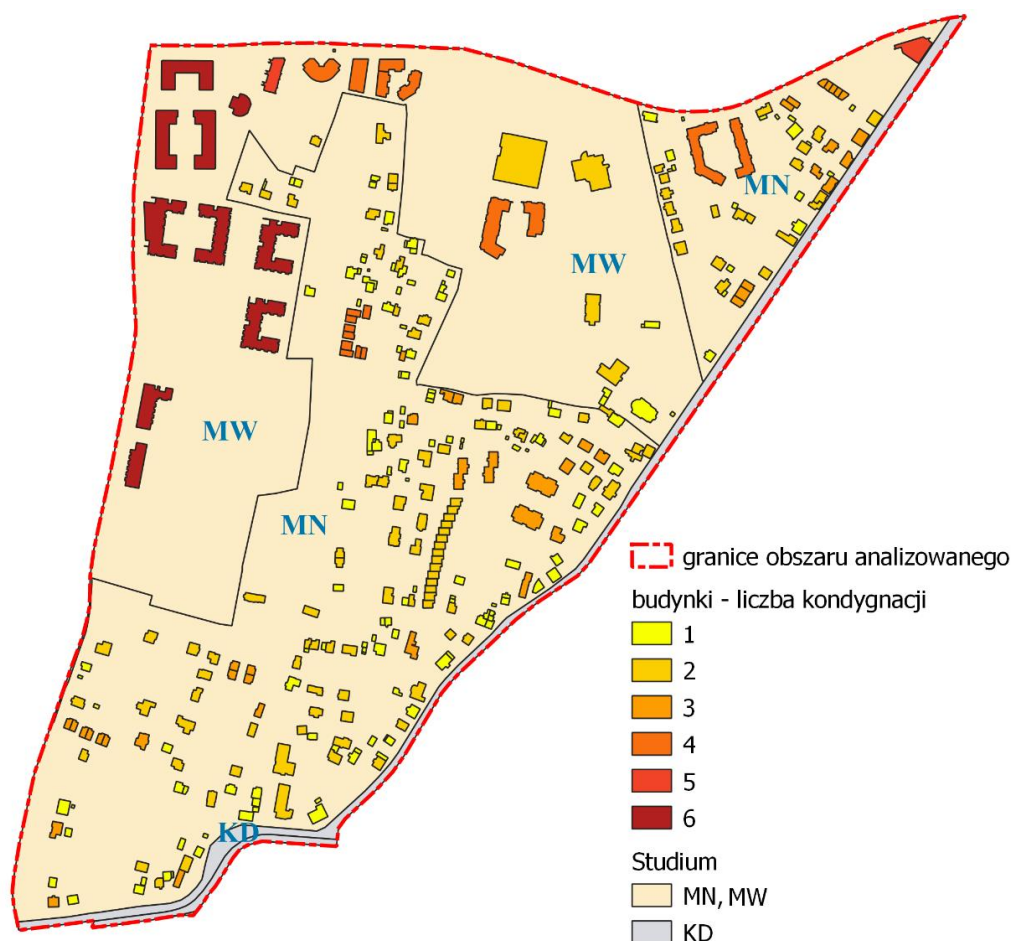 MN
MW
MW
MN
KD
granice obszaru analizowanego
budynki - liczba kondygnacji
1
2
3
4
5
6
Studium
MN, MW
KD